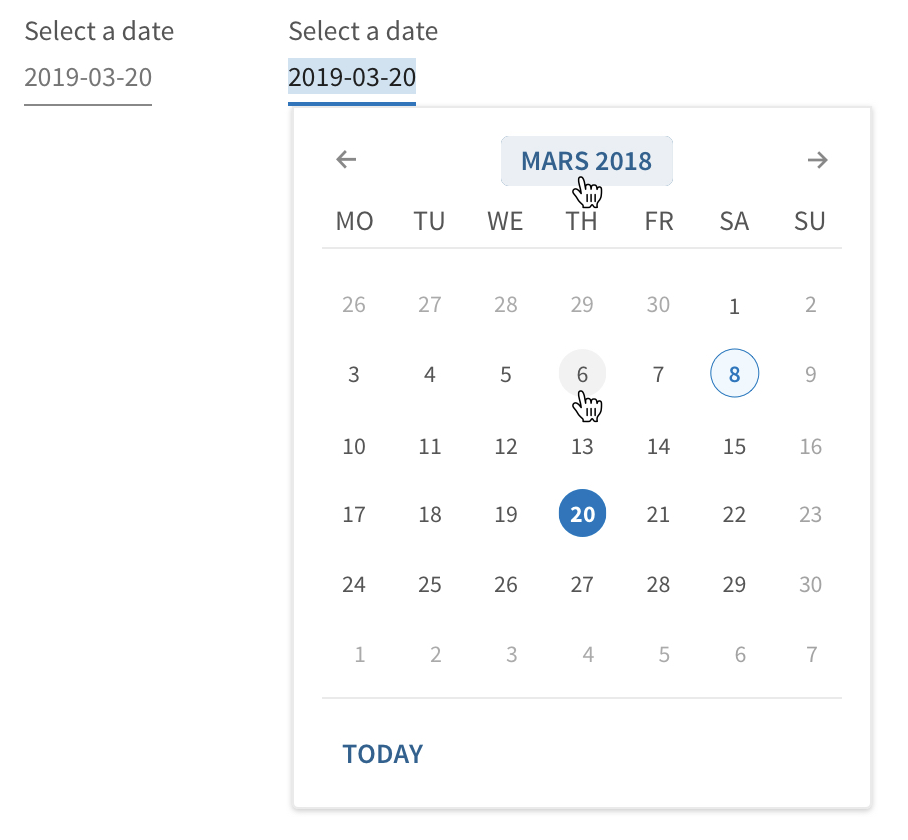 Select a date
2019-03-20
Select a date
2019-03-20
MARS 2018
MO TU WE TH FR SA SU
26 27 28 29 30 1 2
3 4 5 6 7 8 9
10 11 12 13 14 15 16
17 18 19 20 21 22 23
24 25 26 27 28 29 30
1 2 3 4 5 6 7
TODAY